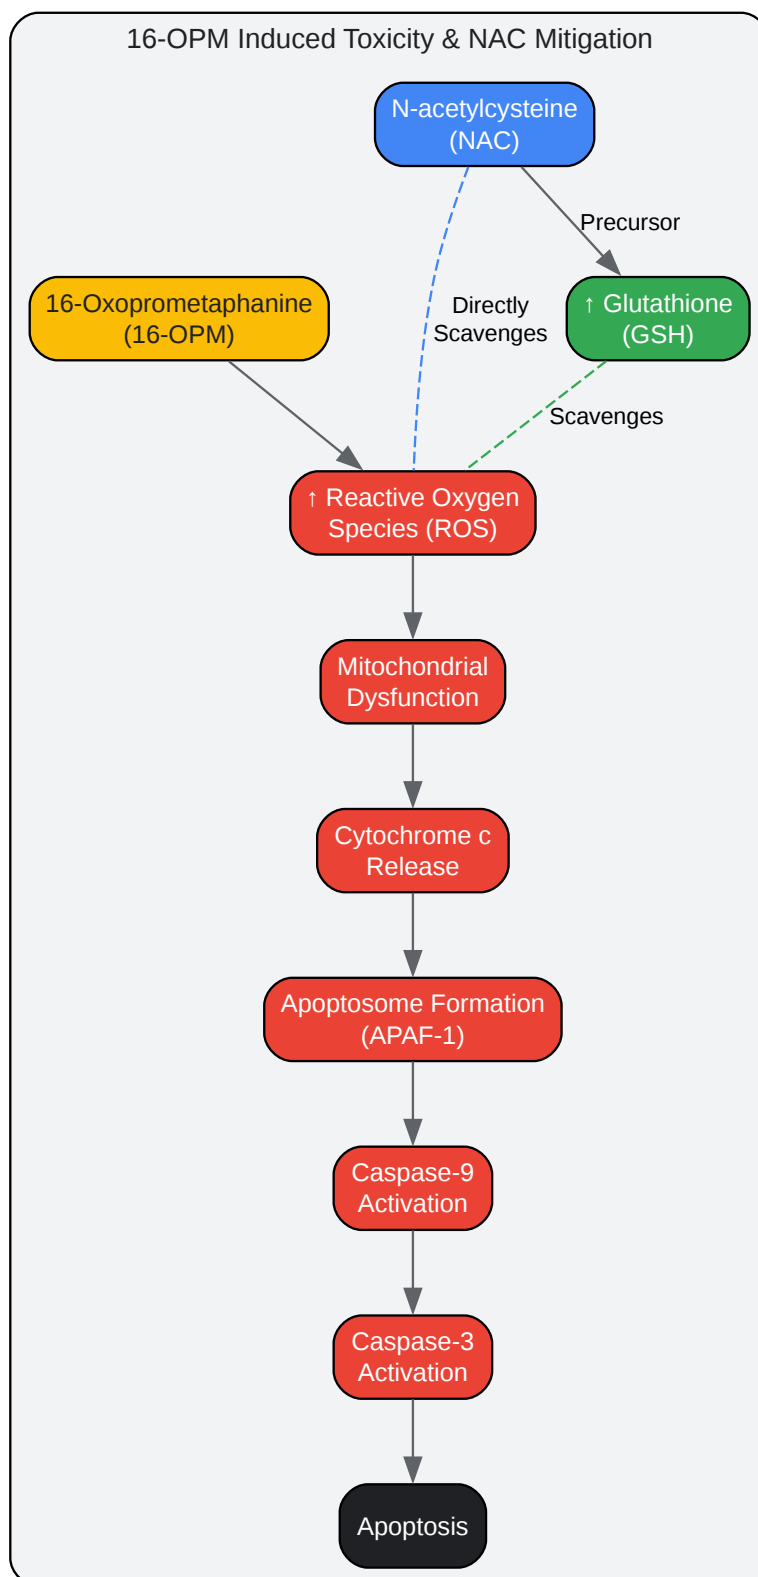 16-OPM Induced Toxicity & NAC Mitigation
N-acetylcysteine
(NAC)
Precursor
16-Oxoprometaphanine
(16-OPM)
Directly
Scavenges
↑ Glutathione
(GSH)
Scavenges
↑ Reactive Oxygen
Species (ROS)
Mitochondrial
Dysfunction
Cytochrome c
Release
Apoptosome Formation
(APAF-1)
Caspase-9
Activation
Caspase-3
Activation
Apoptosis